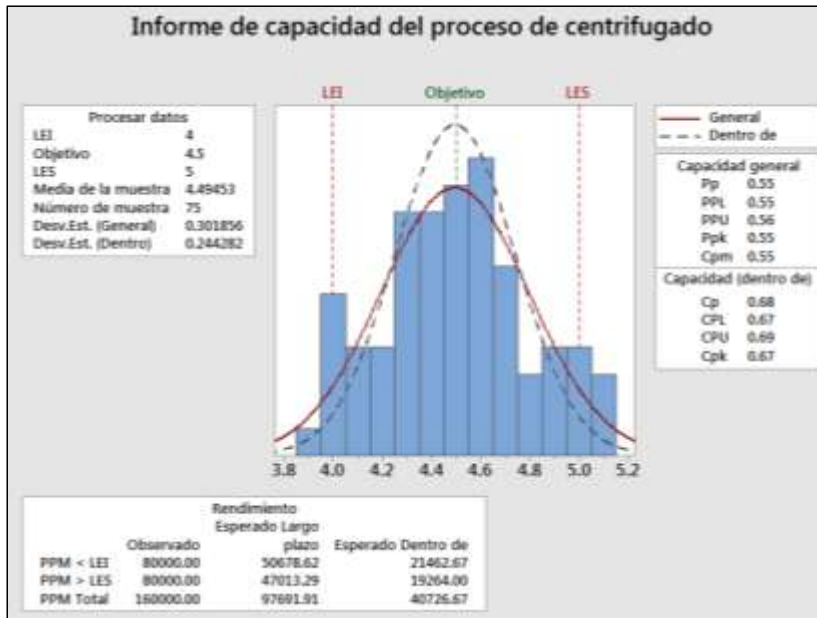 Informe de capacidad del proceso de centrifugado
LEI Objetivo LES
Procesar datos
LEI 4
Objetivo 4.5
LES 5
Media de la muestra 4.49453
Número de muestra 75
Desv.Est. (General) 0.301856
Desv.Est. (Dentro) 0.244282
General
Dentro de
Capacidad general
Pp 0.55
PPL 0.55
PPU 0.56
Ppk 0.55
Cpm 0.55
Capacidad (dentro de)
Cp 0.68
CPL 0.67
CPU 0.69
Cpk 0.67
3.8 4.0 4.2 4.4 4.6 4.8 5.0 5.2
Rendimiento
Esperado Largo
Observado plazo Esperado Dentro de
PPM < LEI 80000.00 50678.62 21462.67
PPM > LES 80000.00 47013.29 19264.00
PPM Total 160000.00 97691.91 40726.67